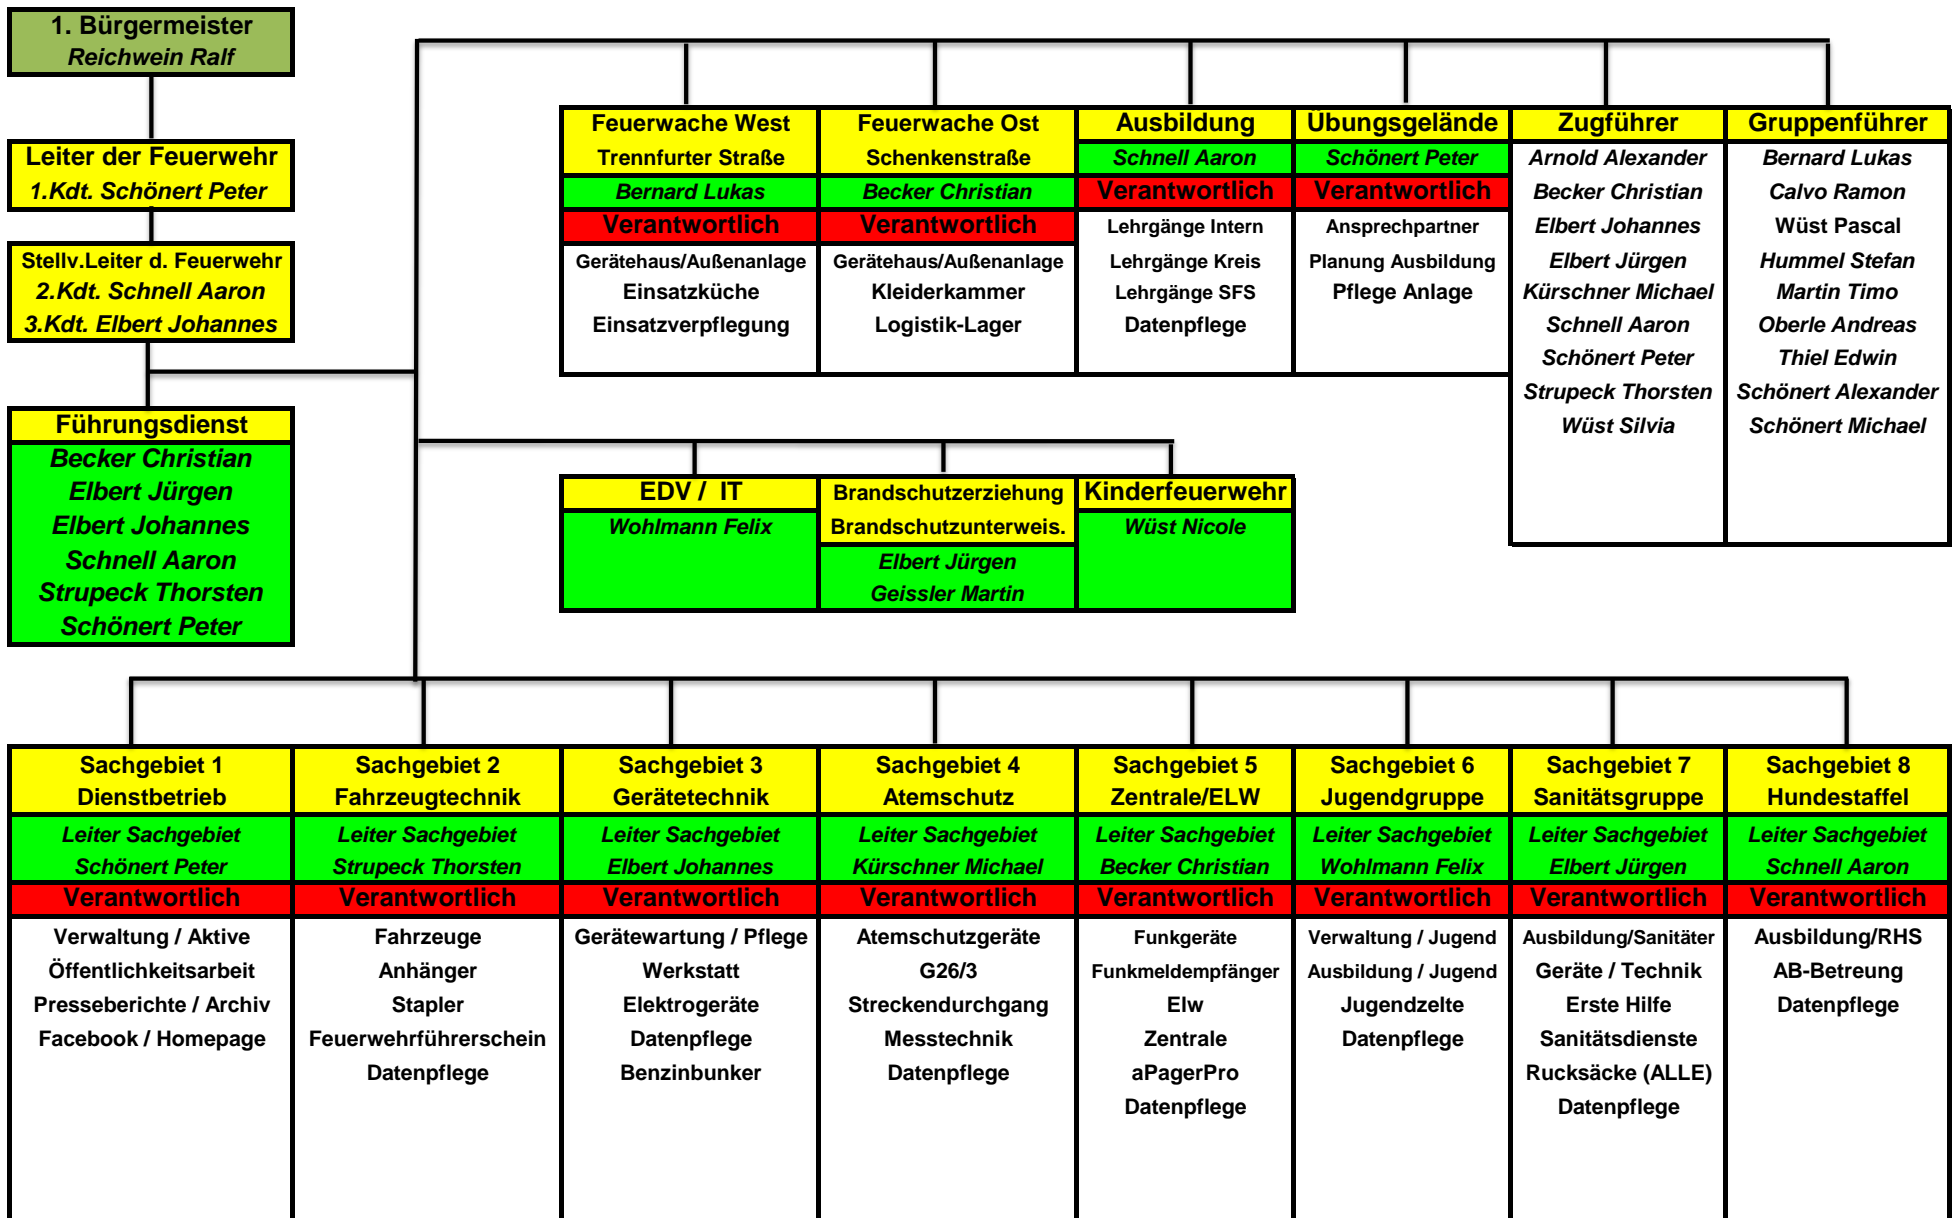 1. Bürgermeister
Reichwein Ralf
Leiter der Feuerwehr
1.Kdt. Schönert Peter
Stellv.Leiter d. Feuerwehr
2.Kdt. Schnell Aaron
3.Kdt. Elbert Johannes
Führungsdienst
Becker Christian
Elbert Jürgen
Elbert Johannes
Schnell Aaron
Strupeck Thorsten
Schönert Peter
Feuerwache West
Trennfurter Straße
Bernard Lukas
Verantwortlich
Gerätehaus/Außenanlage
Einsatzküche
Einsatzverpflegung
Feuerwache Ost
Schenkenstraße
Becker Christian
Verantwortlich
Gerätehaus/Außenanlage
Kleiderkammer
Logistik-Lager
Ausbildung
Schnell Aaron
Verantwortlich
Lehrgänge Intern
Lehrgänge Kreis
Lehrgänge SFS
Datenpflege
Übungsgelände
Schönert Peter
Verantwortlich
Ansprechpartner
Planung Ausbildung
Pflege Anlage
Zugführer
Arnold Alexander
Becker Christian
Elbert Johannes
Elbert Jürgen
Kürschner Michael
Schnell Aaron
Schönert Peter
Strupeck Thorsten
Wüst Silvia
Gruppenführer
Bernard Lukas
Calvo Ramon
Wüst Pascal
Hummel Stefan
Martin Timo
Oberle Andreas
Thiel Edwin
Schönert Alexander
Schönert Michael
EDV / IT
Wohlmann Felix
Brandschutzerziehung
Brandschutzunterweis.
Elbert Jürgen
Geissler Martin
Kinderfeuerwehr
Wüst Nicole
Sachgebiet 1
Dienstbetrieb
Leiter Sachgebiet
Schönert Peter
Verantwortlich
Verwaltung / Aktive
Öffentlichkeitsarbeit
Presseberichte / Archiv
Facebook / Homepage
Sachgebiet 2
Fahrzeugtechnik
Leiter Sachgebiet
Strupeck Thorsten
Verantwortlich
Fahrzeuge
Anhänger
Stapler
Feuerwehrführerschein
Datenpflege
Sachgebiet 3
Gerätetechnik
Leiter Sachgebiet
Elbert Johannes
Verantwortlich
Gerätewartung / Pflege
Werkstatt
Elektrogeräte
Datenpflege
Benzinbunker
Sachgebiet 4
Atemschutz
Leiter Sachgebiet
Kürschner Michael
Verantwortlich
Atemschutzgeräte
G26/3
Streckendurchgang
Messtechnik
Datenpflege
Sachgebiet 5
Zentrale/ELW
Leiter Sachgebiet
Becker Christian
Verantwortlich
Funkgeräte
Funkmeldempfänger
Elw
Zentrale
aPagerPro
Datenpflege
Sachgebiet 6
Jugendgruppe
Leiter Sachgebiet
Wohlmann Felix
Verantwortlich
Verwaltung / Jugend
Ausbildung / Jugend
Jugendzelte
Datenpflege
Sachgebiet 7
Sanitätsgruppe
Leiter Sachgebiet
Elbert Jürgen
Verantwortlich
Ausbildung/Sanitäter
Geräte / Technik
Erste Hilfe
Sanitätsdienste
Rucksäcke (ALLE)
Datenpflege
Sachgebiet 8
Hundestaffel
Leiter Sachgebiet
Schnell Aaron
Verantwortlich
Ausbildung/RHS
AB-Betreung
Datenpflege